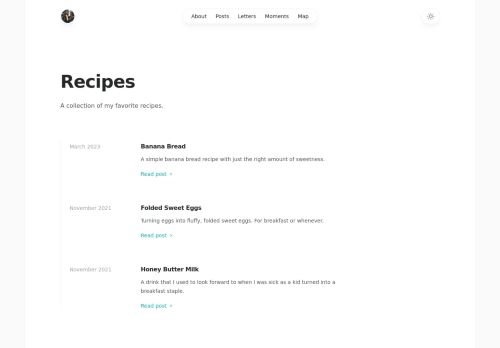 About Posts Letters Moments Map
Recipes
A collection of my favorite recipes.
March 2023
Banana Bread
A simple banana bread recipe with just the right amount of sweetness.
Read post
November 2021
Folded Sweet Eggs
Turning eggs into fluffy, folded sweet eggs. For breakfast or whenever.
Read post
November 2021
Honey Butter Milk
A drink that I used to look forward to when I was sick as a kid turned into a
breakfast staple.
Read post